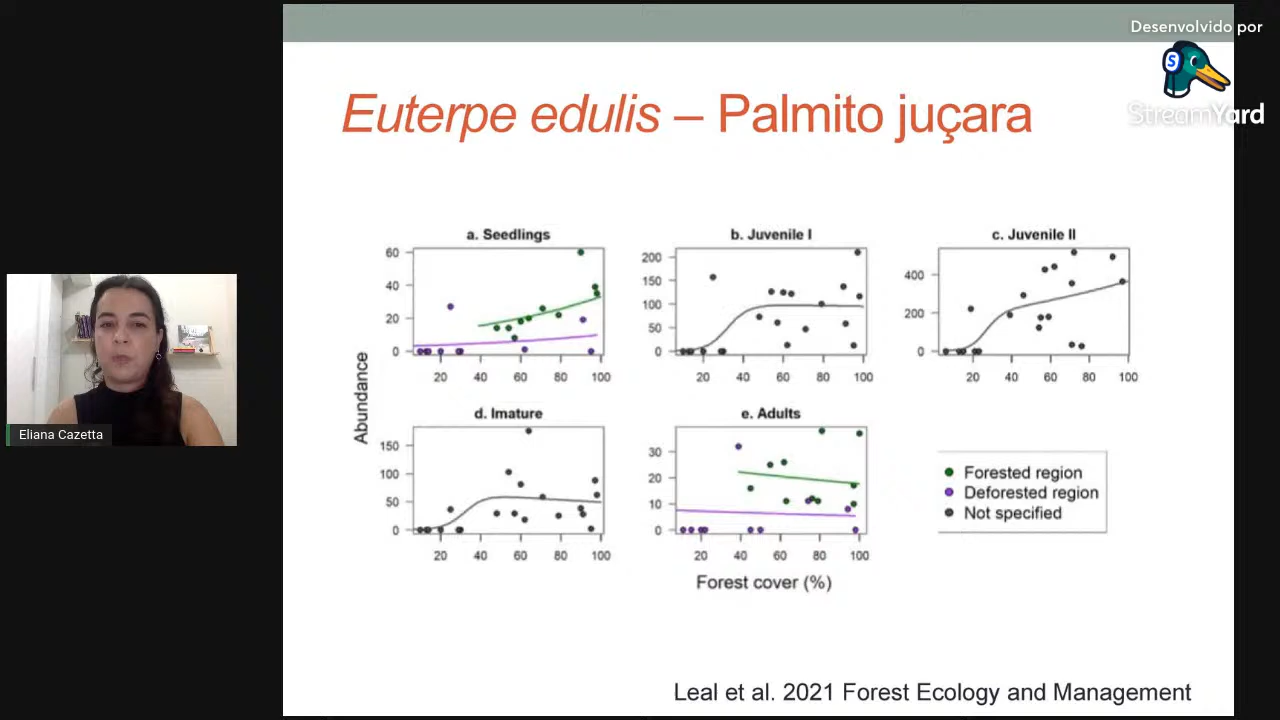 Desenvolvido por
StreamYard
Euterpe edulis – Palmito juçara
a. Seedlings
60
40
20
0
20 40 60 80 100
b. Juvenile I
200
150
100
50
0
20 40 60 80 100
c. Juvenile II
400
200
0
20 40 60 80 100
Abundance
d. Imature
150
100
50
0
20 40 60 80 100
e. Adults
30
20
10
0
20 40 60 80 100
Forest cover (%)
Forested region
Deforested region
Not specified
Eliana Cazetta
Leal et al. 2021 Forest Ecology and Management